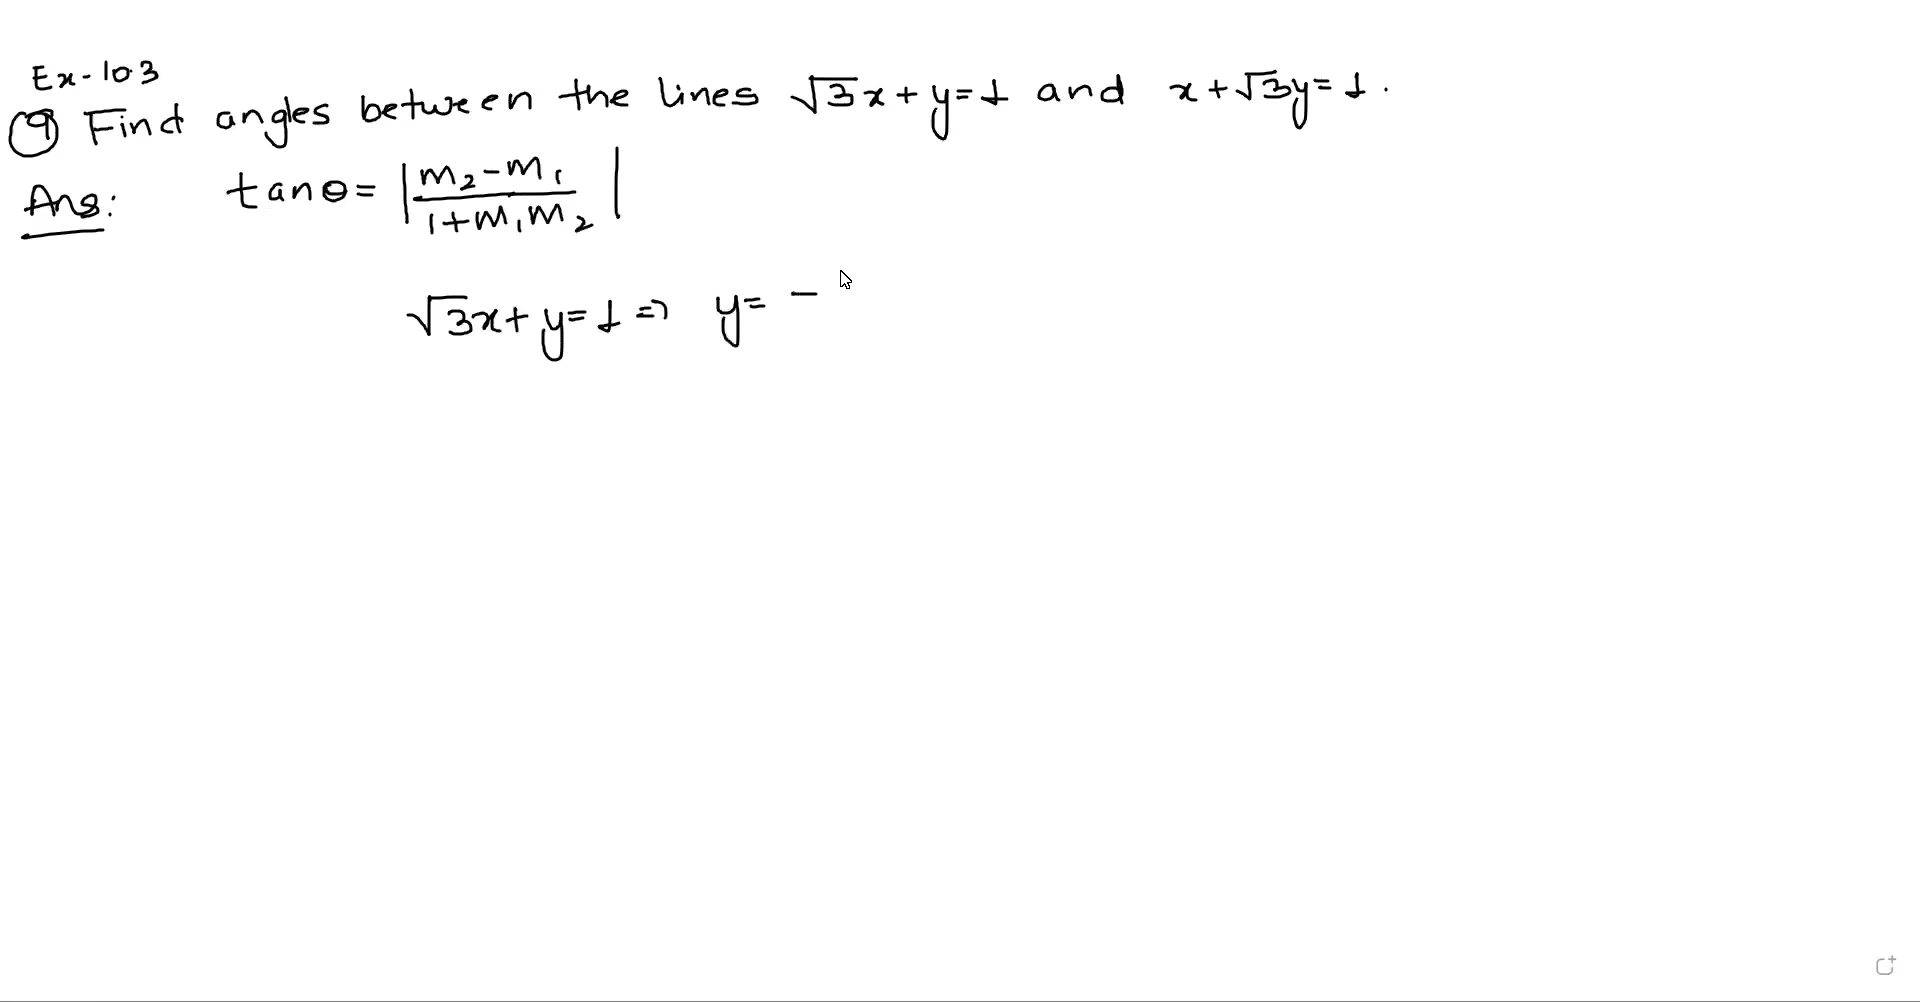 Ex-10.3
(9) Find angles between the lines √3x + y = 1 and x + √3y = 1.
Ans: tanθ = | (m₂ - m₁) / (1 + m₁m₂) |
√3x + y = 1 ⇒ y = -